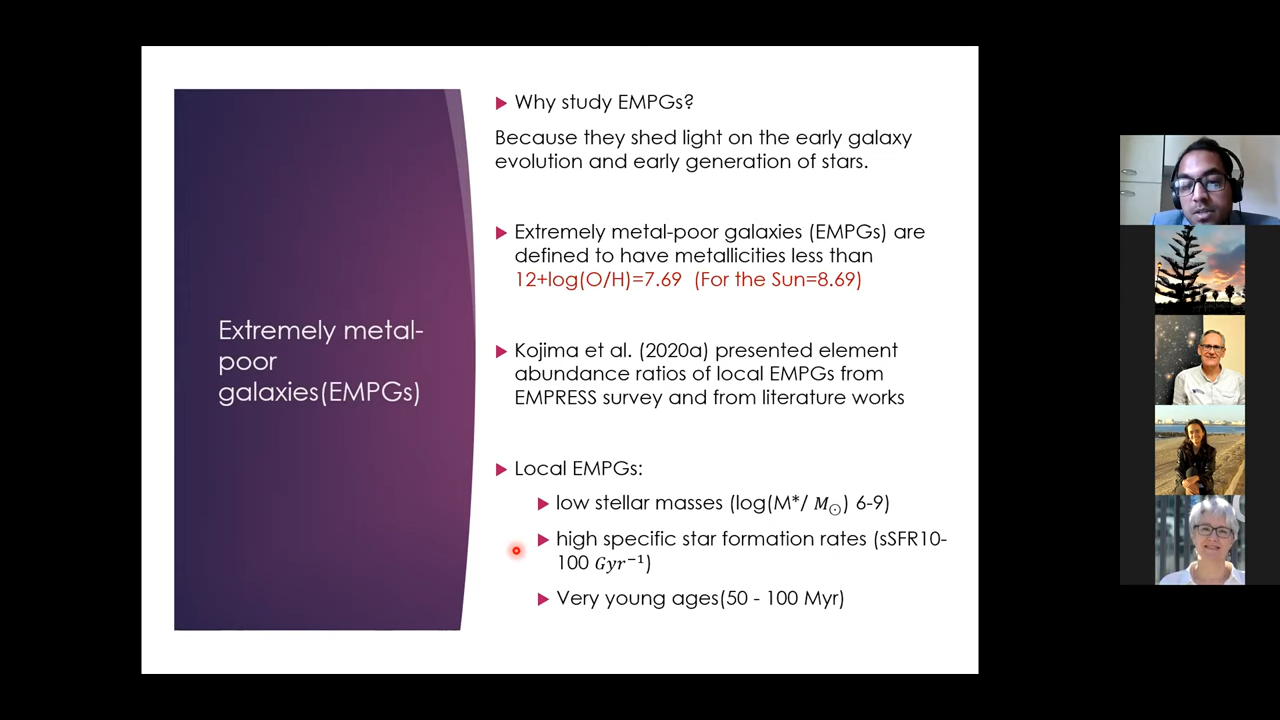 Extremely metal-
poor
galaxies(EMPGs)
Why study EMPGs?
Because they shed light on the early galaxy
evolution and early generation of stars.
Extremely metal-poor galaxies (EMPGs) are
defined to have metallicities less than
12+log(O/H)=7.69 (For the Sun=8.69)
Kojima et al. (2020a) presented element
abundance ratios of local EMPGs from
EMPRESS survey and from literature works
Local EMPGs:
low stellar masses (log(M*/ M☉) 6-9)
high specific star formation rates (sSFR10-
100 Gyr⁻¹)
Very young ages(50 - 100 Myr)